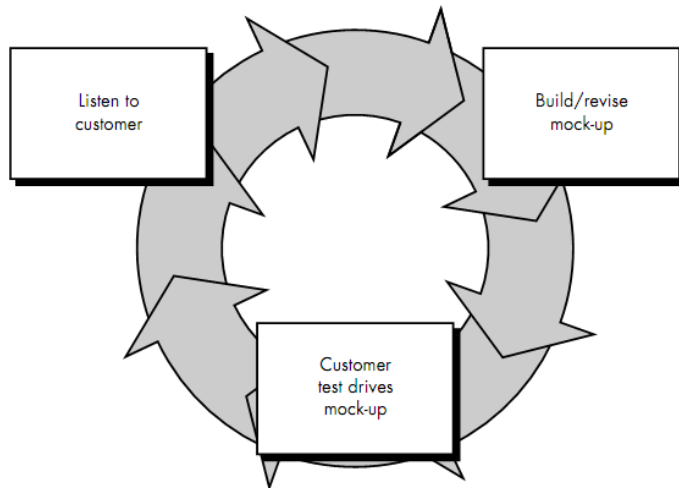 Listen to
customer
Build/revise
mock-up
Customer
test drives
mock-up